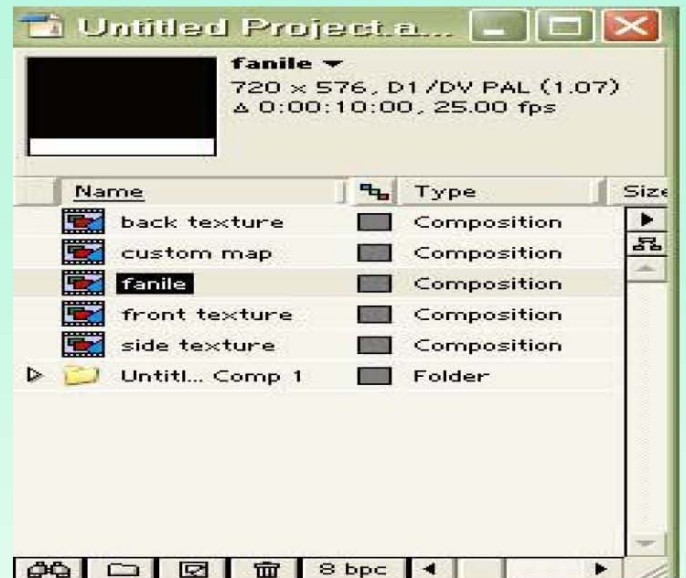 Untitled Project.a...
fanile
720 x 576, D1/DV PAL (1.07)
Δ 0:00:10:00, 25.00 fps
Name Type Size
back texture Composition
custom map Composition
fanile Composition
front texture Composition
side texture Composition
Untitl... Comp 1 Folder
8 bpc